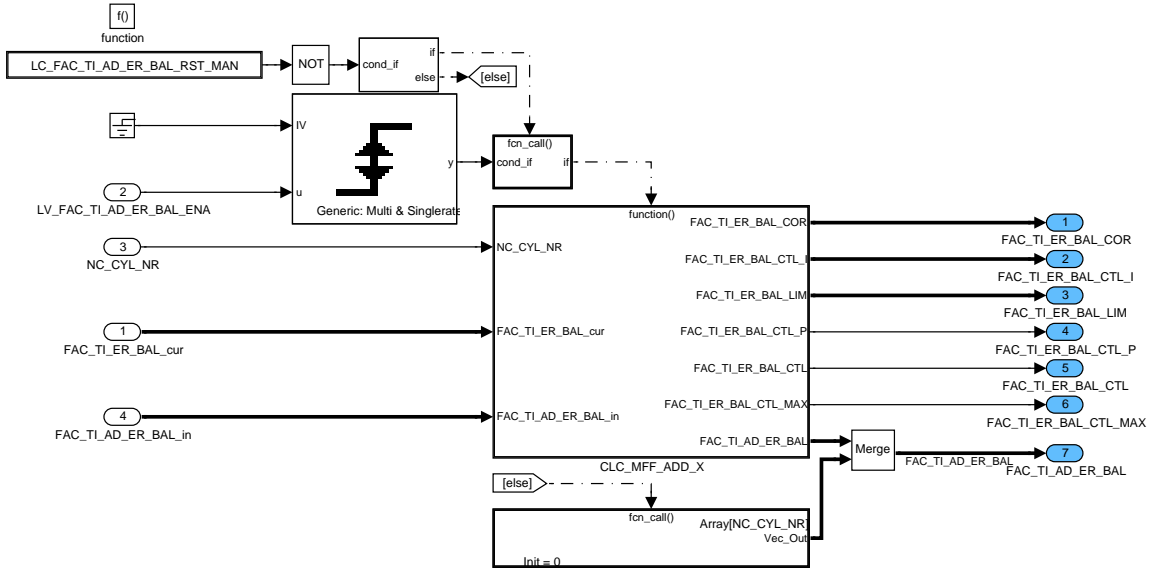 f()
function
LC_FAC_TI_AD_ER_BAL_RST_MAN
NOT
cond_if
if
else
[else]
IV
u
y
Generic: Multi & Singlerate
fcn_call()
cond_if
if
2
LV_FAC_TI_AD_ER_BAL_ENA
3
NC_CYL_NR
1
FAC_TI_ER_BAL_cur
4
FAC_TI_AD_ER_BAL_in
function()
NC_CYL_NR
FAC_TI_ER_BAL_cur
FAC_TI_AD_ER_BAL_in
FAC_TI_ER_BAL_COR
FAC_TI_ER_BAL_CTL_I
FAC_TI_ER_BAL_LIM
FAC_TI_ER_BAL_CTL_P
FAC_TI_ER_BAL_CTL
FAC_TI_ER_BAL_CTL_MAX
FAC_TI_AD_ER_BAL
CLC_MFF_ADD_X
1
FAC_TI_ER_BAL_COR
2
FAC_TI_ER_BAL_CTL_I
3
FAC_TI_ER_BAL_LIM
4
FAC_TI_ER_BAL_CTL_P
5
FAC_TI_ER_BAL_CTL
6
FAC_TI_ER_BAL_CTL_MAX
Merge
FAC_TI_AD_ER_BAL
7
FAC_TI_AD_ER_BAL
[else]
fcn_call()
Array[NC_CYL_NR]
Vec_Out
Init = 0